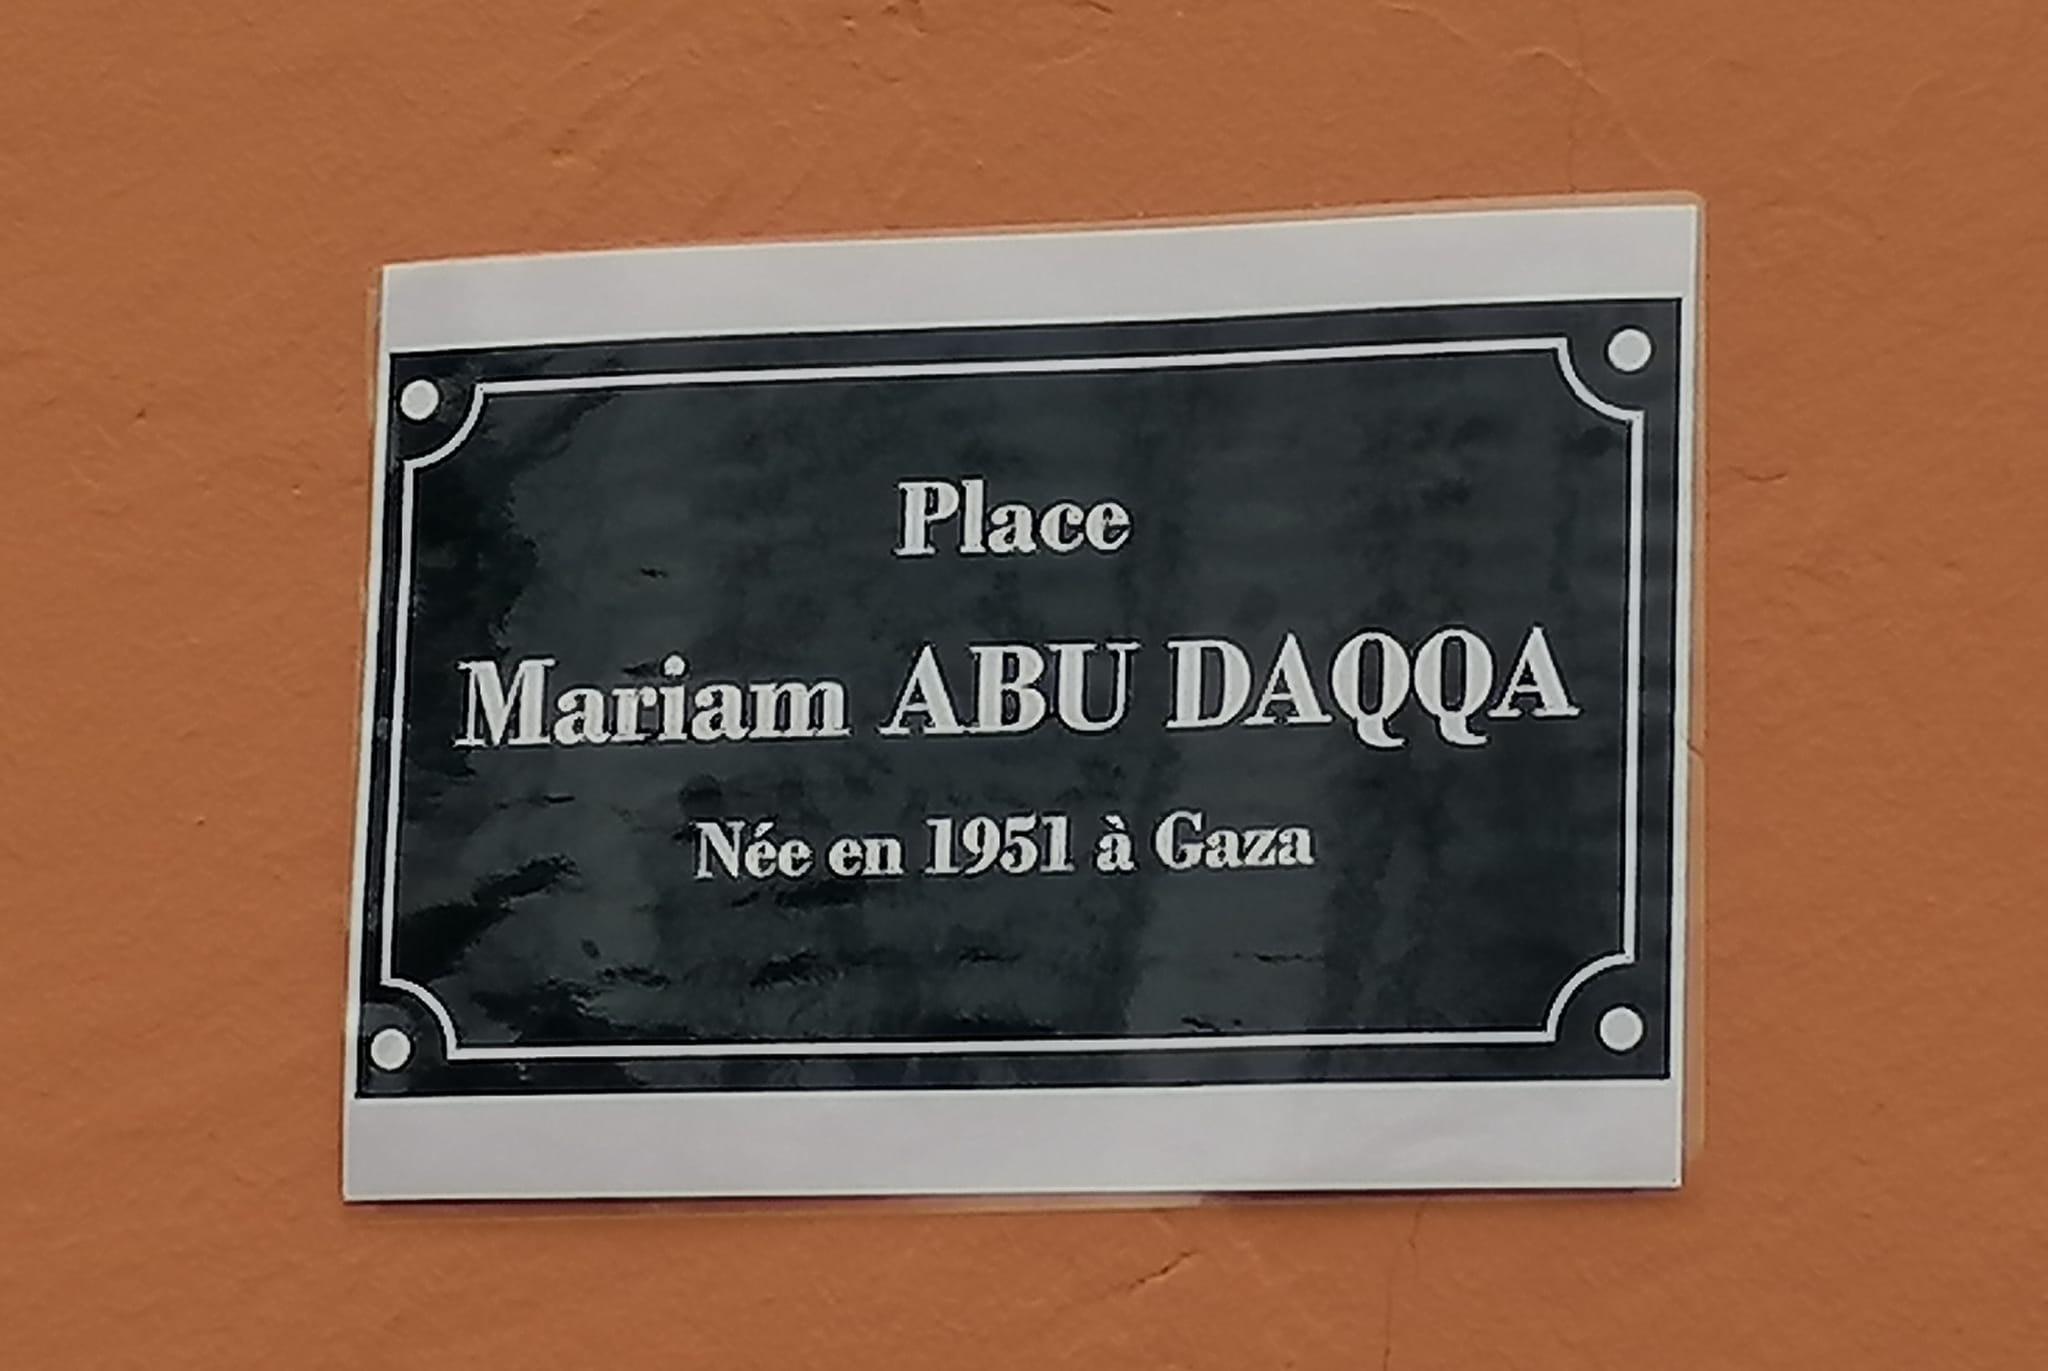 Place
Mariam ABU DAQQA
Née en 1951 à Gaza